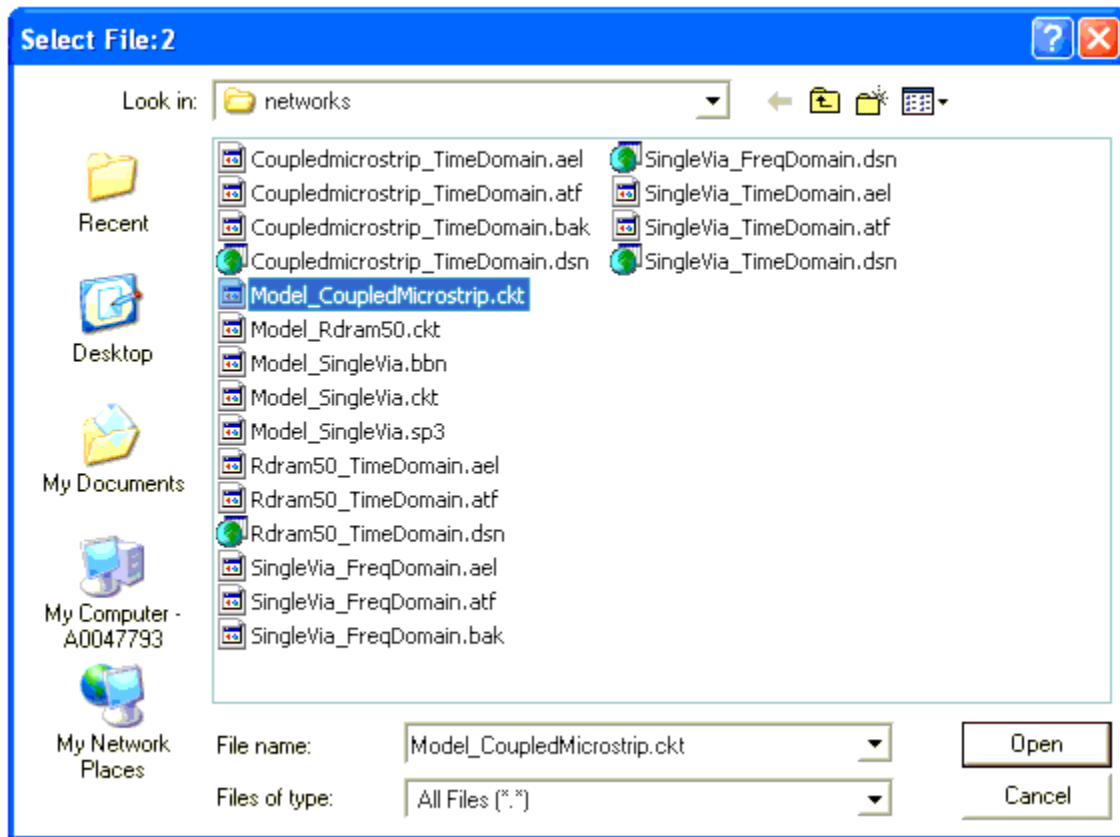 Select File:2
Look in: networks
Recent
Desktop
My Documents
My Computer -
A0047793
My Network
Places
Coupledmicrostrip_TimeDomain.ael
Coupledmicrostrip_TimeDomain.atf
Coupledmicrostrip_TimeDomain.bak
Coupledmicrostrip_TimeDomain.dsn
Model_CoupledMicrostrip.ckt
Model_Rdram50.ckt
Model_SingleVia.bbn
Model_SingleVia.ckt
Model_SingleVia.sp3
Rdram50_TimeDomain.ael
Rdram50_TimeDomain.atf
Rdram50_TimeDomain.dsn
SingleVia_FreqDomain.ael
SingleVia_FreqDomain.atf
SingleVia_FreqDomain.bak
SingleVia_FreqDomain.dsn
SingleVia_TimeDomain.ael
SingleVia_TimeDomain.atf
SingleVia_TimeDomain.dsn
File name: Model_CoupledMicrostrip.ckt Open
Files of type: All Files (*.*) Cancel